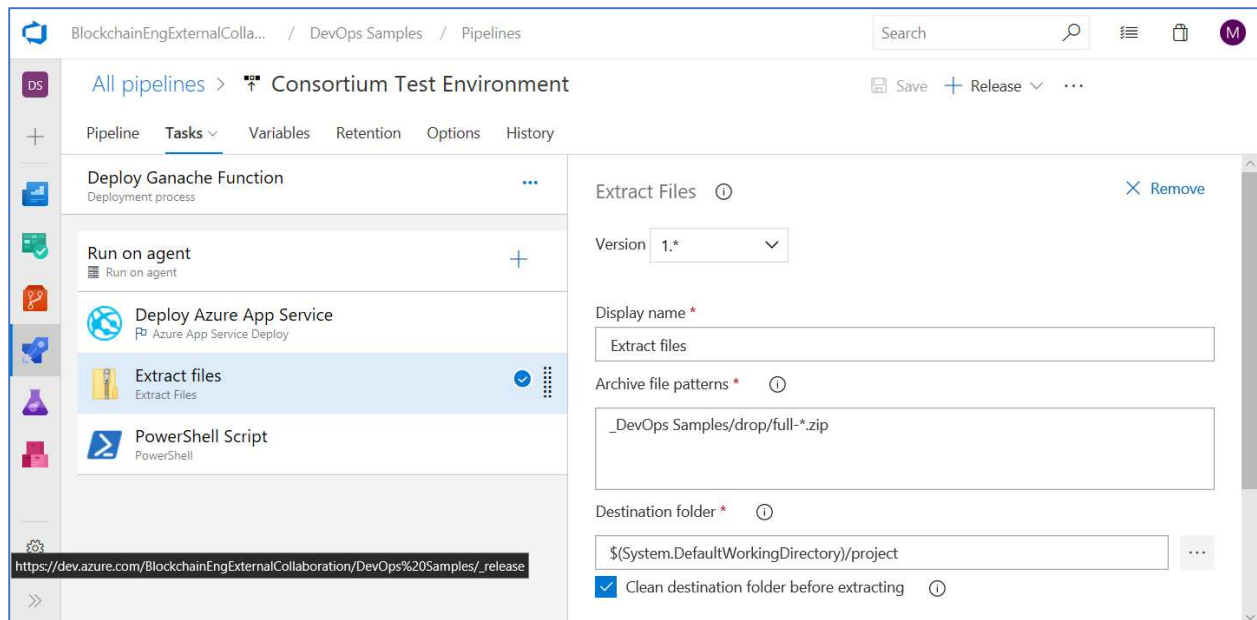 BlockchainEngExternalColla... / DevOps Samples / Pipelines
Search
M
DS
All pipelines > Consortium Test Environment
Save + Release ...
Pipeline Tasks Variables Retention Options History
Deploy Ganache Function
Deployment process
...
Run on agent
Run on agent
Deploy Azure App Service
Azure App Service Deploy
Extract files
Extract Files
PowerShell Script
PowerShell
Extract Files
Remove
Version 1.*
Display name *
Extract files
Archive file patterns *
_DevOps Samples/drop/full-*.zip
Destination folder *
$(System.DefaultWorkingDirectory)/project
...
Clean destination folder before extracting
https://dev.azure.com/BlockchainEngExternalCollaboration/DevOps%20Samples/_release